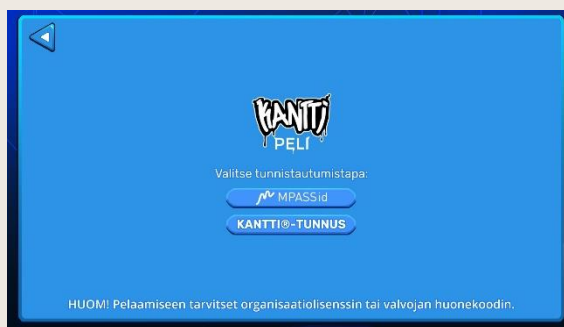 KANTTI
PELI
Valitse tunnistautumistapa:
MPASSid
KANTTI®-TUNNUS
HUOM! Pelaamiseen tarvitset organisaatiolisenssin tai valvojan huonekoodin.